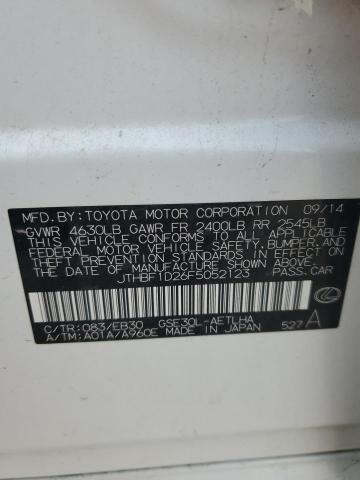 MFD. BY: TOYOTA MOTOR CORPORATION 09/14
GVWR 4630LB GAWR FR 2400LB RR 2545LB
THIS VEHICLE CONFORMS TO ALL APPLICABLE
FEDERAL MOTOR VEHICLE SAFETY, BUMPER, AND
THEFT PREVENTION STANDARDS IN EFFECT ON
THE DATE OF MANUFACTURE SHOWN ABOVE.
JTHBF1D26F5052123 PASS.CAR
C/TR: 083/EB30 GSE30L-AETLHA
A/TM: A01A/A960E MADE IN JAPAN 527 A